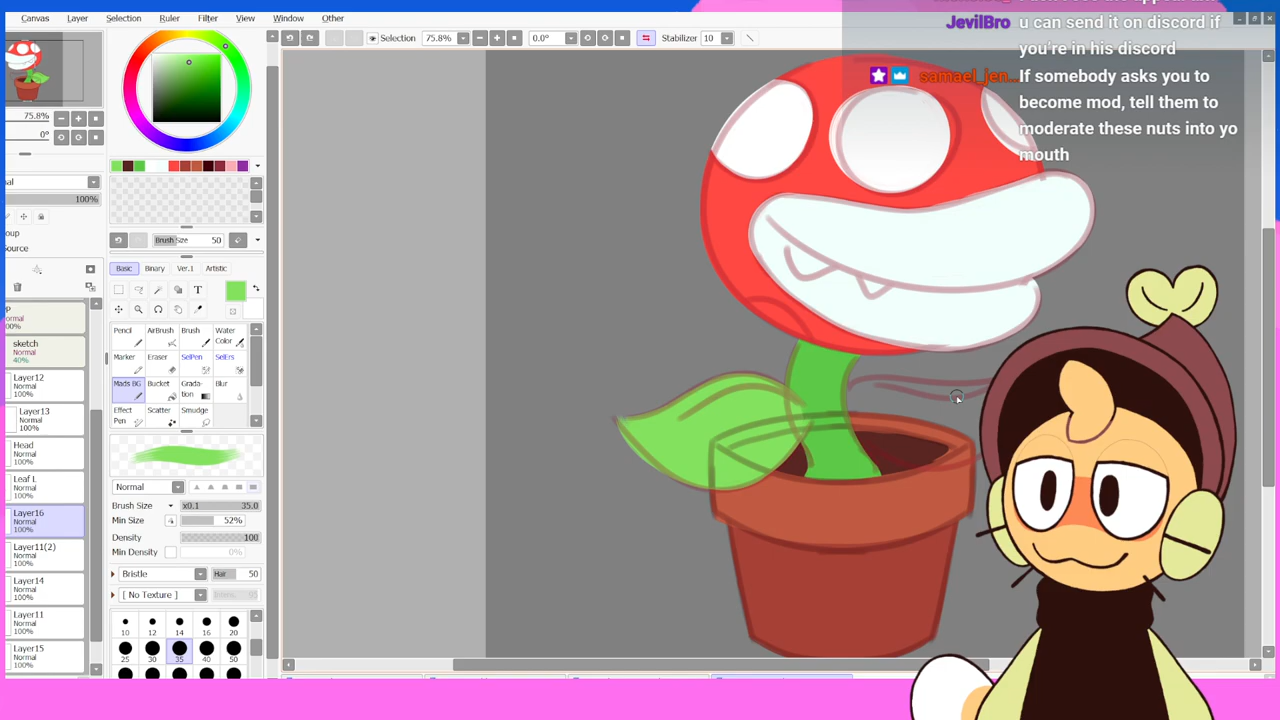 Canvas Layer Selection Ruler Filter View Window Other
JevilBro u can send it on discord if
you're in his discord
samael_jen... If somebody asks you to
become mod, tell them to
moderate these nuts into yo
mouth
Selection 75.8% 0.0° Stabilizer 10
75.8%
0°
100%
Source
Brush Size 50
Basic Binary Ver.1 Artistic
T
Pencil AirBrush Brush Water Color
Marker Eraser SelPen SelErs
Mads BG Bucket Grada-tion Blur
Effect Pen Scatter Smudge
Normal
Brush Size x0.1 35.0
Min Size 52%
Density 100
Min Density 0%
Bristle Hair 50
[ No Texture ]
10 12 14 16 20
25 30 35 40 50
sketch
Normal
40%
Layer12
Normal
100%
Layer13
Normal
100%
Head
Normal
100%
Leaf L
Normal
100%
Layer16
Normal
100%
Layer11(2)
Normal
100%
Layer14
Normal
100%
Layer11
Normal
100%
Layer15
Normal
100%